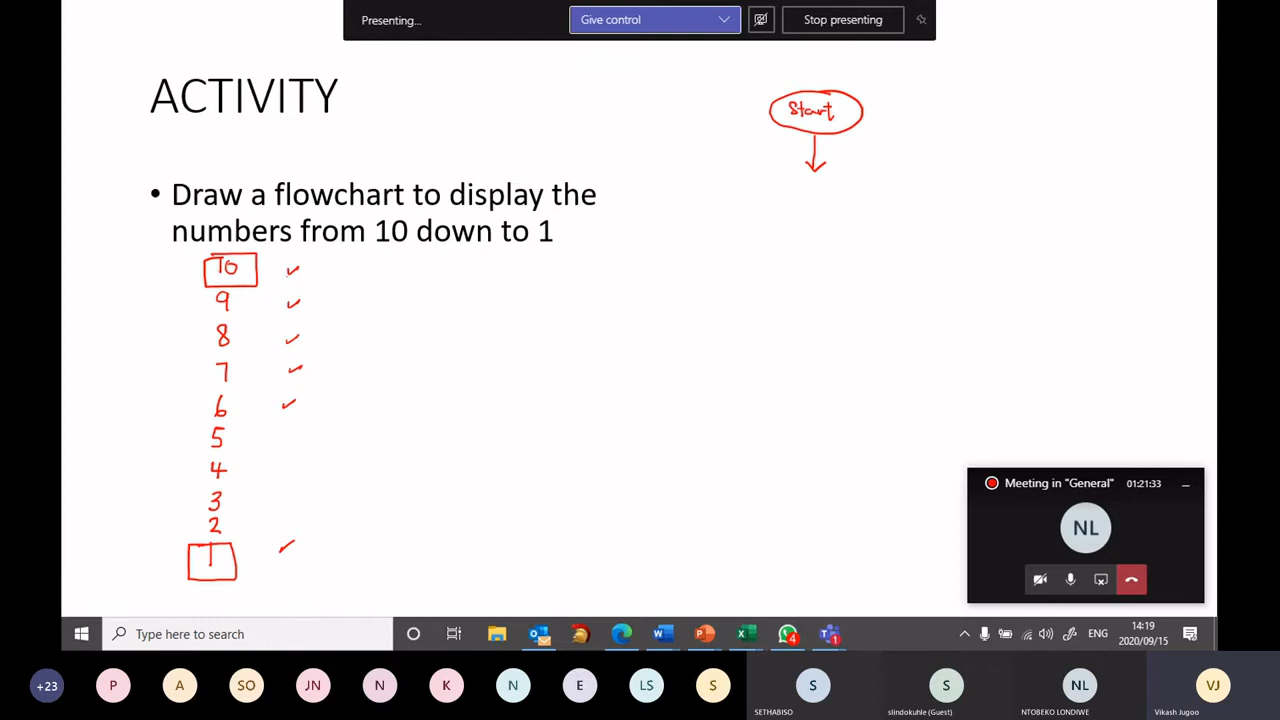 Presenting...
Give control
Stop presenting
ACTIVITY
Start
• Draw a flowchart to display the
numbers from 10 down to 1
10
9
8
7
6
5
4
3
2
1
Meeting in "General"
01:21:33
NL
Type here to search
4
1
ENG
14:19
2020/09/15
+23
P
A
SO
JN
N
K
N
E
LS
S
S
SETHABISO
S
slindokuhle (Guest)
NL
NTOBEKO LONDIWE
VJ
Vikash Jugoo